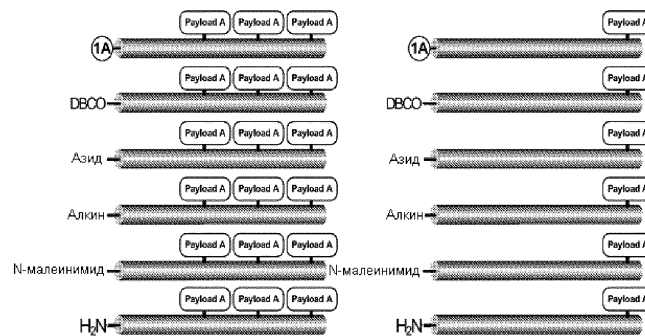 Payload A Payload A Payload A Payload A
1A 1A
Payload A Payload A Payload A Payload A
DBCO DBCO
Payload A Payload A Payload A Payload A
Азид Азид
Payload A Payload A Payload A Payload A
Алкин Алкин
Payload A Payload A Payload A Payload A
N-малеинимид N-малеинимид
Payload A Payload A Payload A Payload A
H₂N H₂N